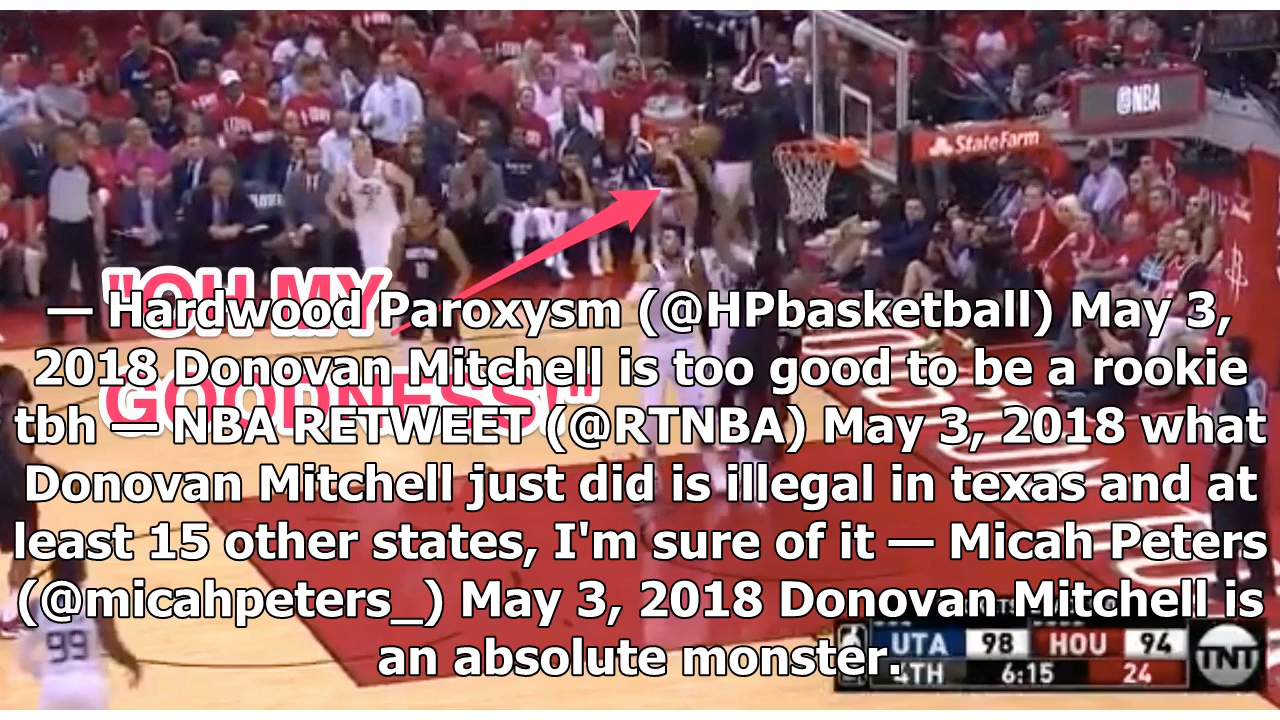 @NBA
StateFarm
"OH MY
GOODNESS!"
— Hardwood Paroxysm (@HPbasketball) May 3,
2018 Donovan Mitchell is too good to be a rookie
tbh — NBA RETWEET (@RTNBA) May 3, 2018 what
Donovan Mitchell just did is illegal in texas and at
least 15 other states, I'm sure of it — Micah Peters
(@micahpeters_) May 3, 2018 Donovan Mitchell is
an absolute monster.
UTA 98 HOU 94
4TH 6:15 24
TNT
99
10